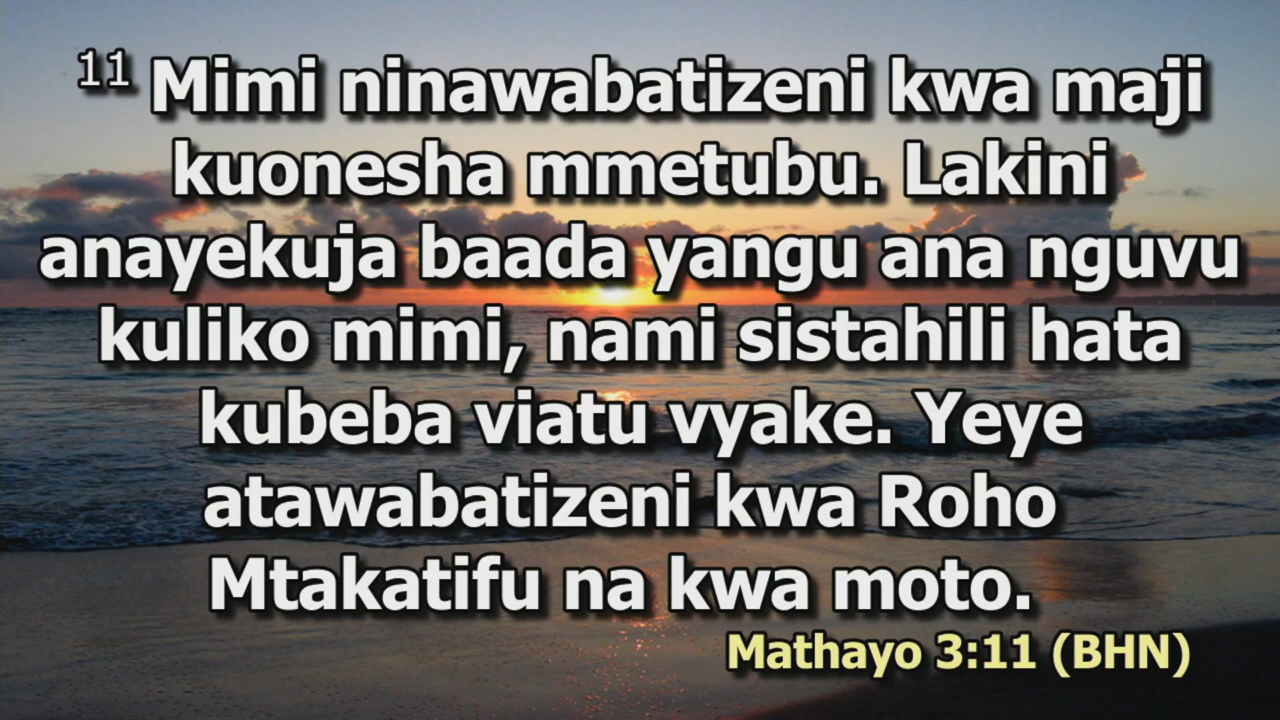 11 Mimi ninawabatizeni kwa maji
kuonesha mmetubu. Lakini
anayekuja baada yangu ana nguvu
kuliko mimi, nami sistahili hata
kubeba viatu vyake. Yeye
atawabatizeni kwa Roho
Mtakatifu na kwa moto.
Mathayo 3:11 (BHN)